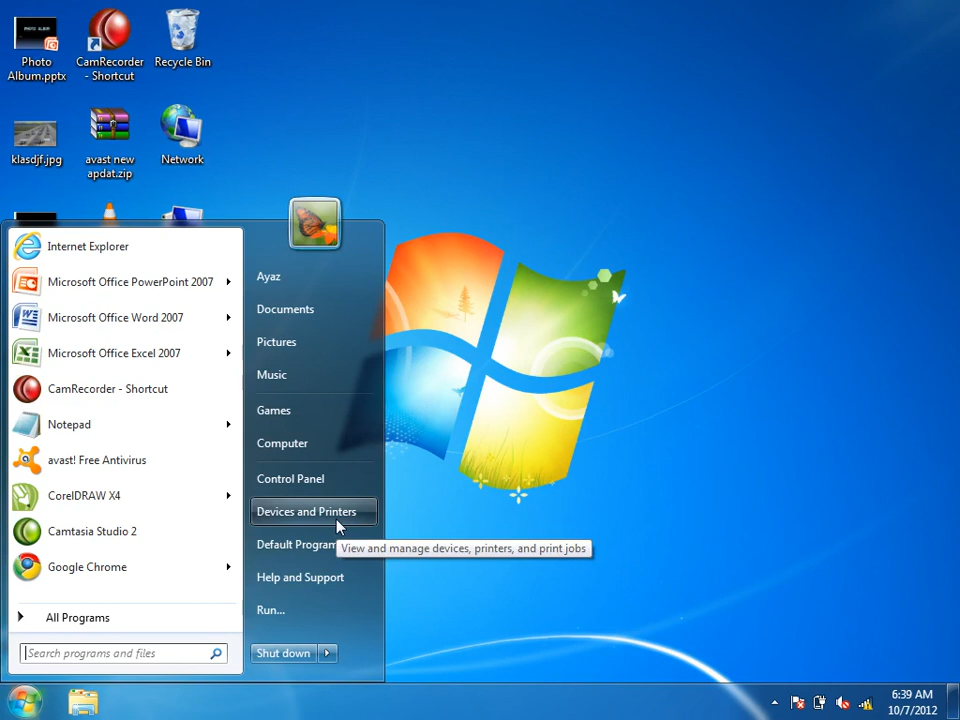 Photo
Album.pptx
CamRecorder
- Shortcut
Recycle Bin
klasdjf.jpg
avast new
apdat.zip
Network
Internet Explorer
Microsoft Office PowerPoint 2007
Microsoft Office Word 2007
Microsoft Office Excel 2007
CamRecorder - Shortcut
Notepad
avast! Free Antivirus
CorelDRAW X4
Camtasia Studio 2
Google Chrome
All Programs
Search programs and files
Ayaz
Documents
Pictures
Music
Games
Computer
Control Panel
Devices and Printers
View and manage devices, printers, and print jobs
Default Program
Help and Support
Run...
Shut down
6:39 AM
10/7/2012